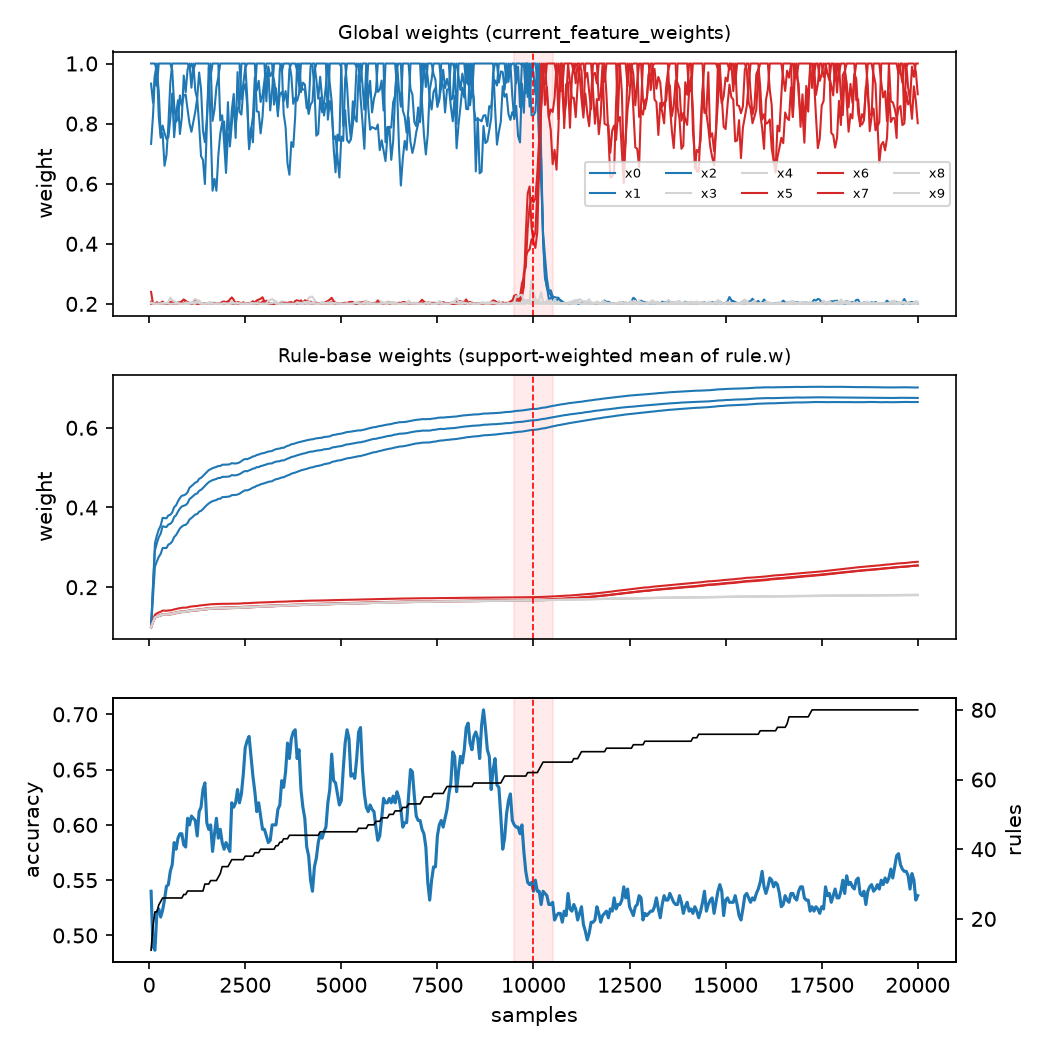 Global weights (current_feature_weights)
weight
1.0
0.8
0.6
0.4
0.2
x0 x2 x4 x6 x8
x1 x3 x5 x7 x9
Rule-base weights (support-weighted mean of rule.w)
weight
0.6
0.4
0.2
accuracy
0.70
0.65
0.60
0.55
0.50
80
60
40
20
rules
0 2500 5000 7500 10000 12500 15000 17500 20000
samples